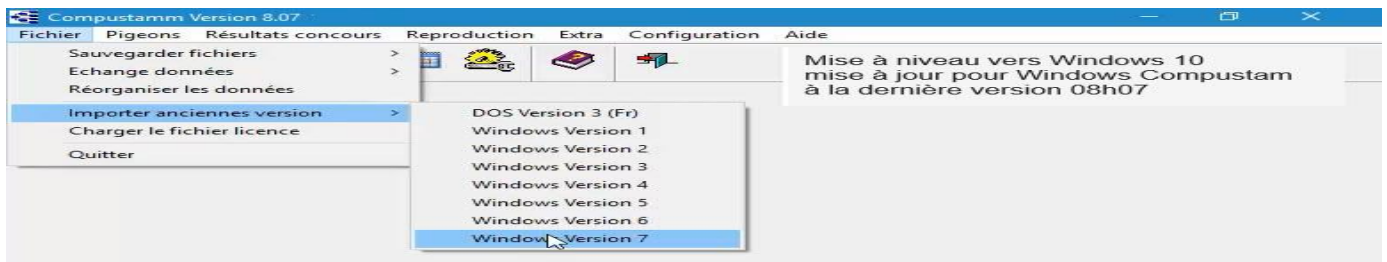 Compustamm Version 8.07
Fichier Pigeons Résultats concours Reproduction Extra Configuration Aide
Sauvegarder fichiers >
Echange données >
Réorganiser les données
Importer anciennes version >
Charger le fichier licence
Quitter
DOS Version 3 (Fr)
Windows Version 1
Windows Version 2
Windows Version 3
Windows Version 4
Windows Version 5
Windows Version 6
Windows Version 7
Mise à niveau vers Windows 10
mise à jour pour Windows Compustam
à la dernière version 08h07